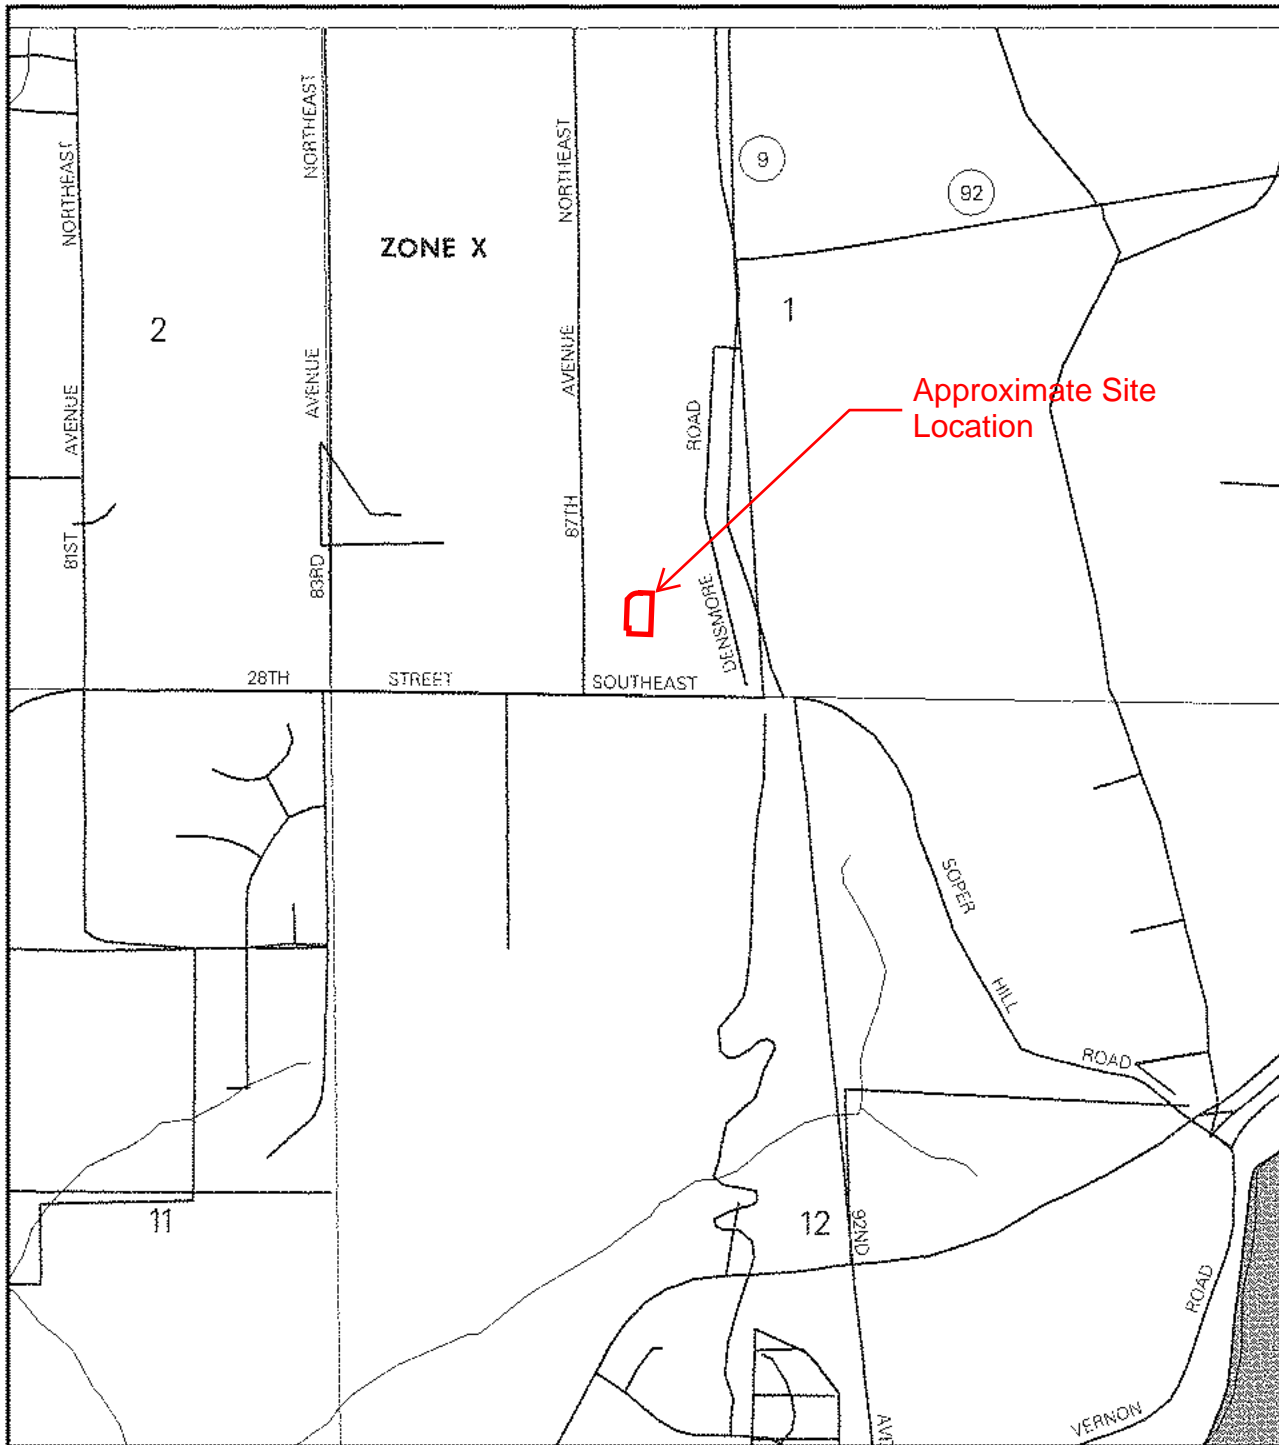 NORTHEAST
NORTHEAST
NORTHEAST
9
92
ZONE X
2
1
AVENUE
AVENUE
AVENUE
Approximate Site
Location
ROAD
87TH
81ST
83RD
DENSMORE
28TH
STREET
SOUTHEAST
SOPER
HILL
ROAD
11
12
92ND
ROAD
VERNON
AVE